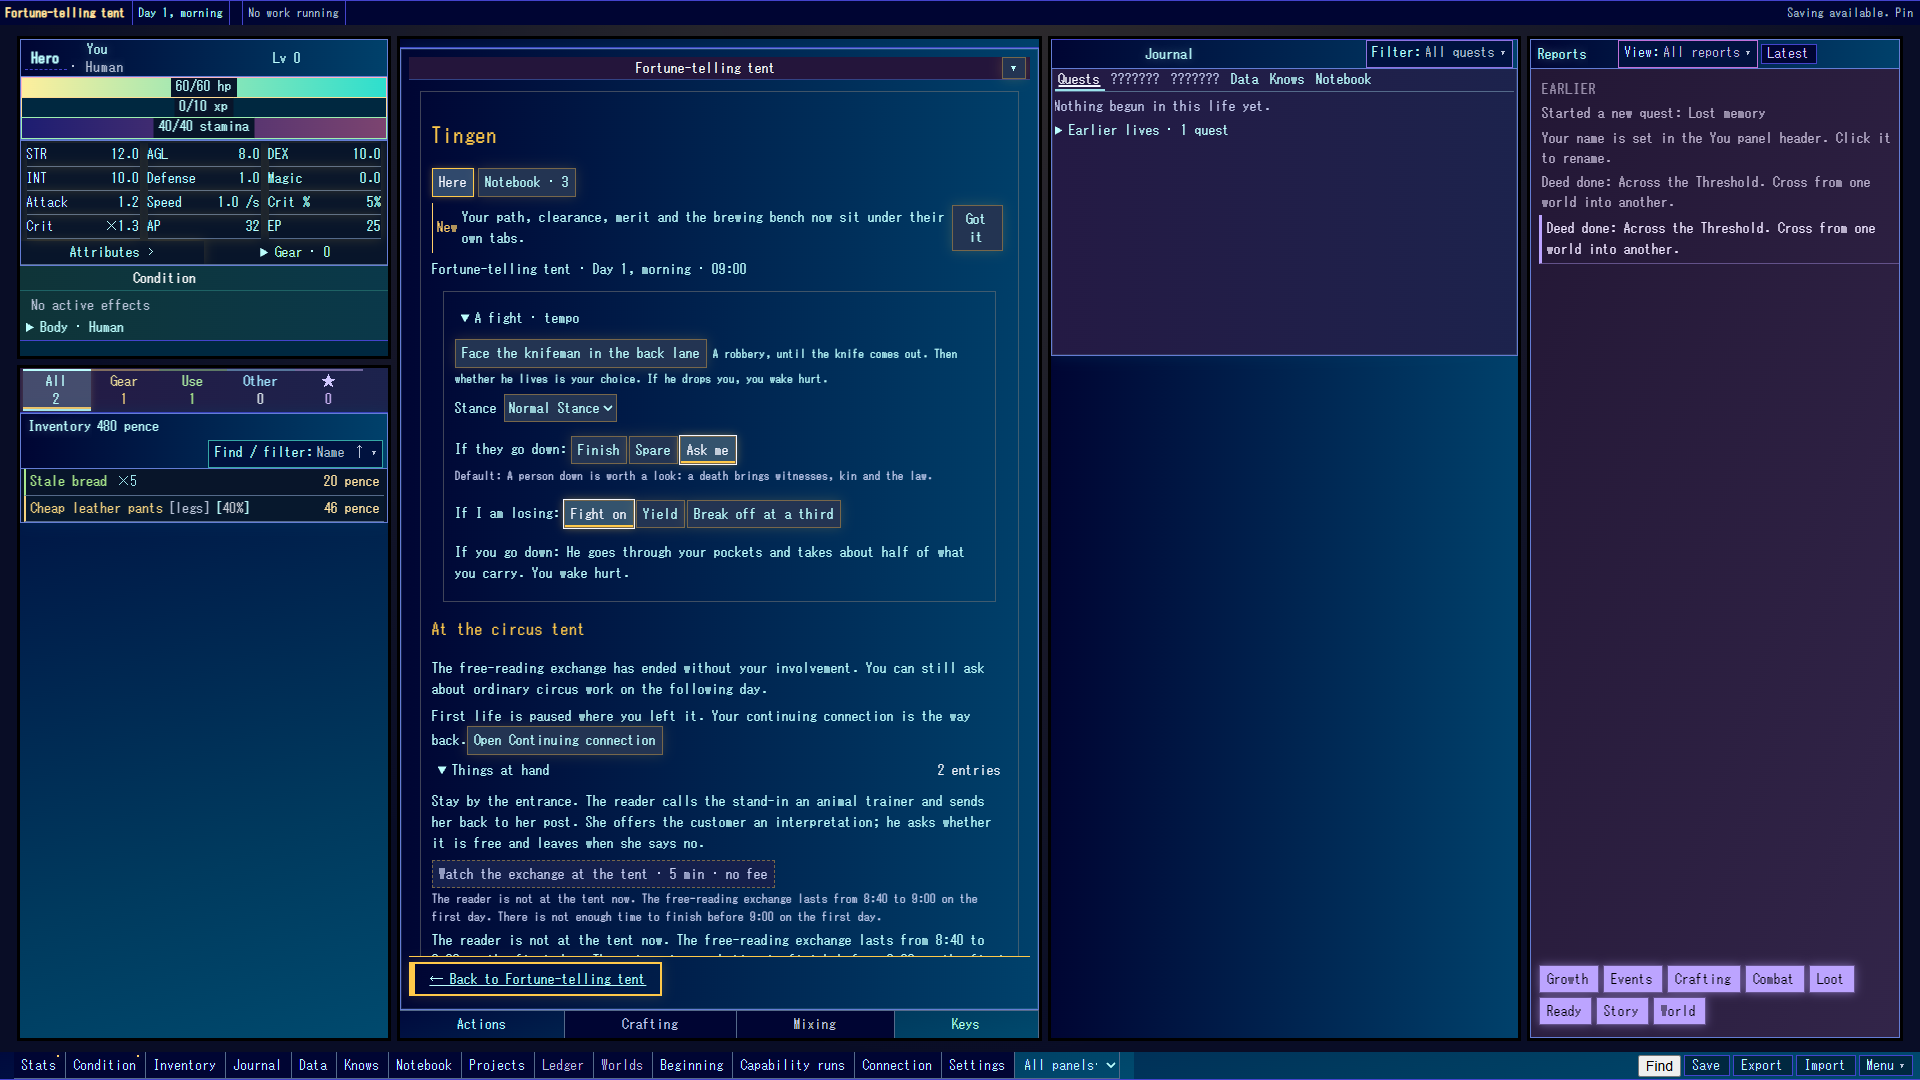 Fortune-telling tent Day 1, morning No work running Saving available. Pin
Hero · You Human Lv 0
60/60 hp
0/10 xp
40/40 stamina
STR 12.0 AGL 8.0 DEX 10.0
INT 10.0 Defense 1.0 Magic 0.0
Attack 1.2 Speed 1.0 /s Crit % 5%
Crit ×1.3 AP 32 EP 25
Attributes > ▶ Gear · 0
Condition
No active effects
▶ Body · Human
All Gear Use Other ★
2 1 1 0 0
Inventory 480 pence
Find / filter: Name ↑ ▾
Stale bread ×5 20 pence
Cheap leather pants [legs] [40%] 46 pence
Fortune-telling tent ▾
Tingen
Here Notebook · 3
New Your path, clearance, merit and the brewing bench now sit under their own tabs. Got it
Fortune-telling tent · Day 1, morning · 09:00
▼ A fight · tempo
Face the knifeman in the back lane A robbery, until the knife comes out. Then
whether he lives is your choice. If he drops you, you wake hurt.
Stance Normal Stance
If they go down: Finish Spare Ask me
Default: A person down is worth a look: a death brings witnesses, kin and the law.
If I am losing: Fight on Yield Break off at a third
If you go down: He goes through your pockets and takes about half of what
you carry. You wake hurt.
At the circus tent
The free-reading exchange has ended without your involvement. You can still ask
about ordinary circus work on the following day.
First life is paused where you left it. Your continuing connection is the way
back. Open Continuing connection
▼ Things at hand 2 entries
Stay by the entrance. The reader calls the stand-in an animal trainer and sends
her back to her post. She offers the customer an interpretation; he asks whether
it is free and leaves when she says no.
Watch the exchange at the tent · 5 min · no fee
The reader is not at the tent now. The free-reading exchange lasts from 8:40 to 9:00 on the
first day. There is not enough time to finish before 9:00 on the first day.
The reader is not at the tent now. The free-reading exchange lasts from 8:40 to
← Back to Fortune-telling tent
Actions Crafting Mixing Keys
Journal Filter: All quests ▾
Quests ??????? ??????? Data Knows Notebook
Nothing begun in this life yet.
▶ Earlier lives · 1 quest
Reports View: All reports ▾ Latest
EARLIER
Started a new quest: Lost memory
Your name is set in the You panel header. Click it
to rename.
Deed done: Across the Threshold. Cross from one
world into another.
Deed done: Across the Threshold. Cross from one
world into another.
Growth Events Crafting Combat Loot
Ready Story World
Stats Condition Inventory Journal Data Knows Notebook Projects Ledger Worlds Beginning Capability runs Connection Settings All panels· Find Save Export Import Menu ▾